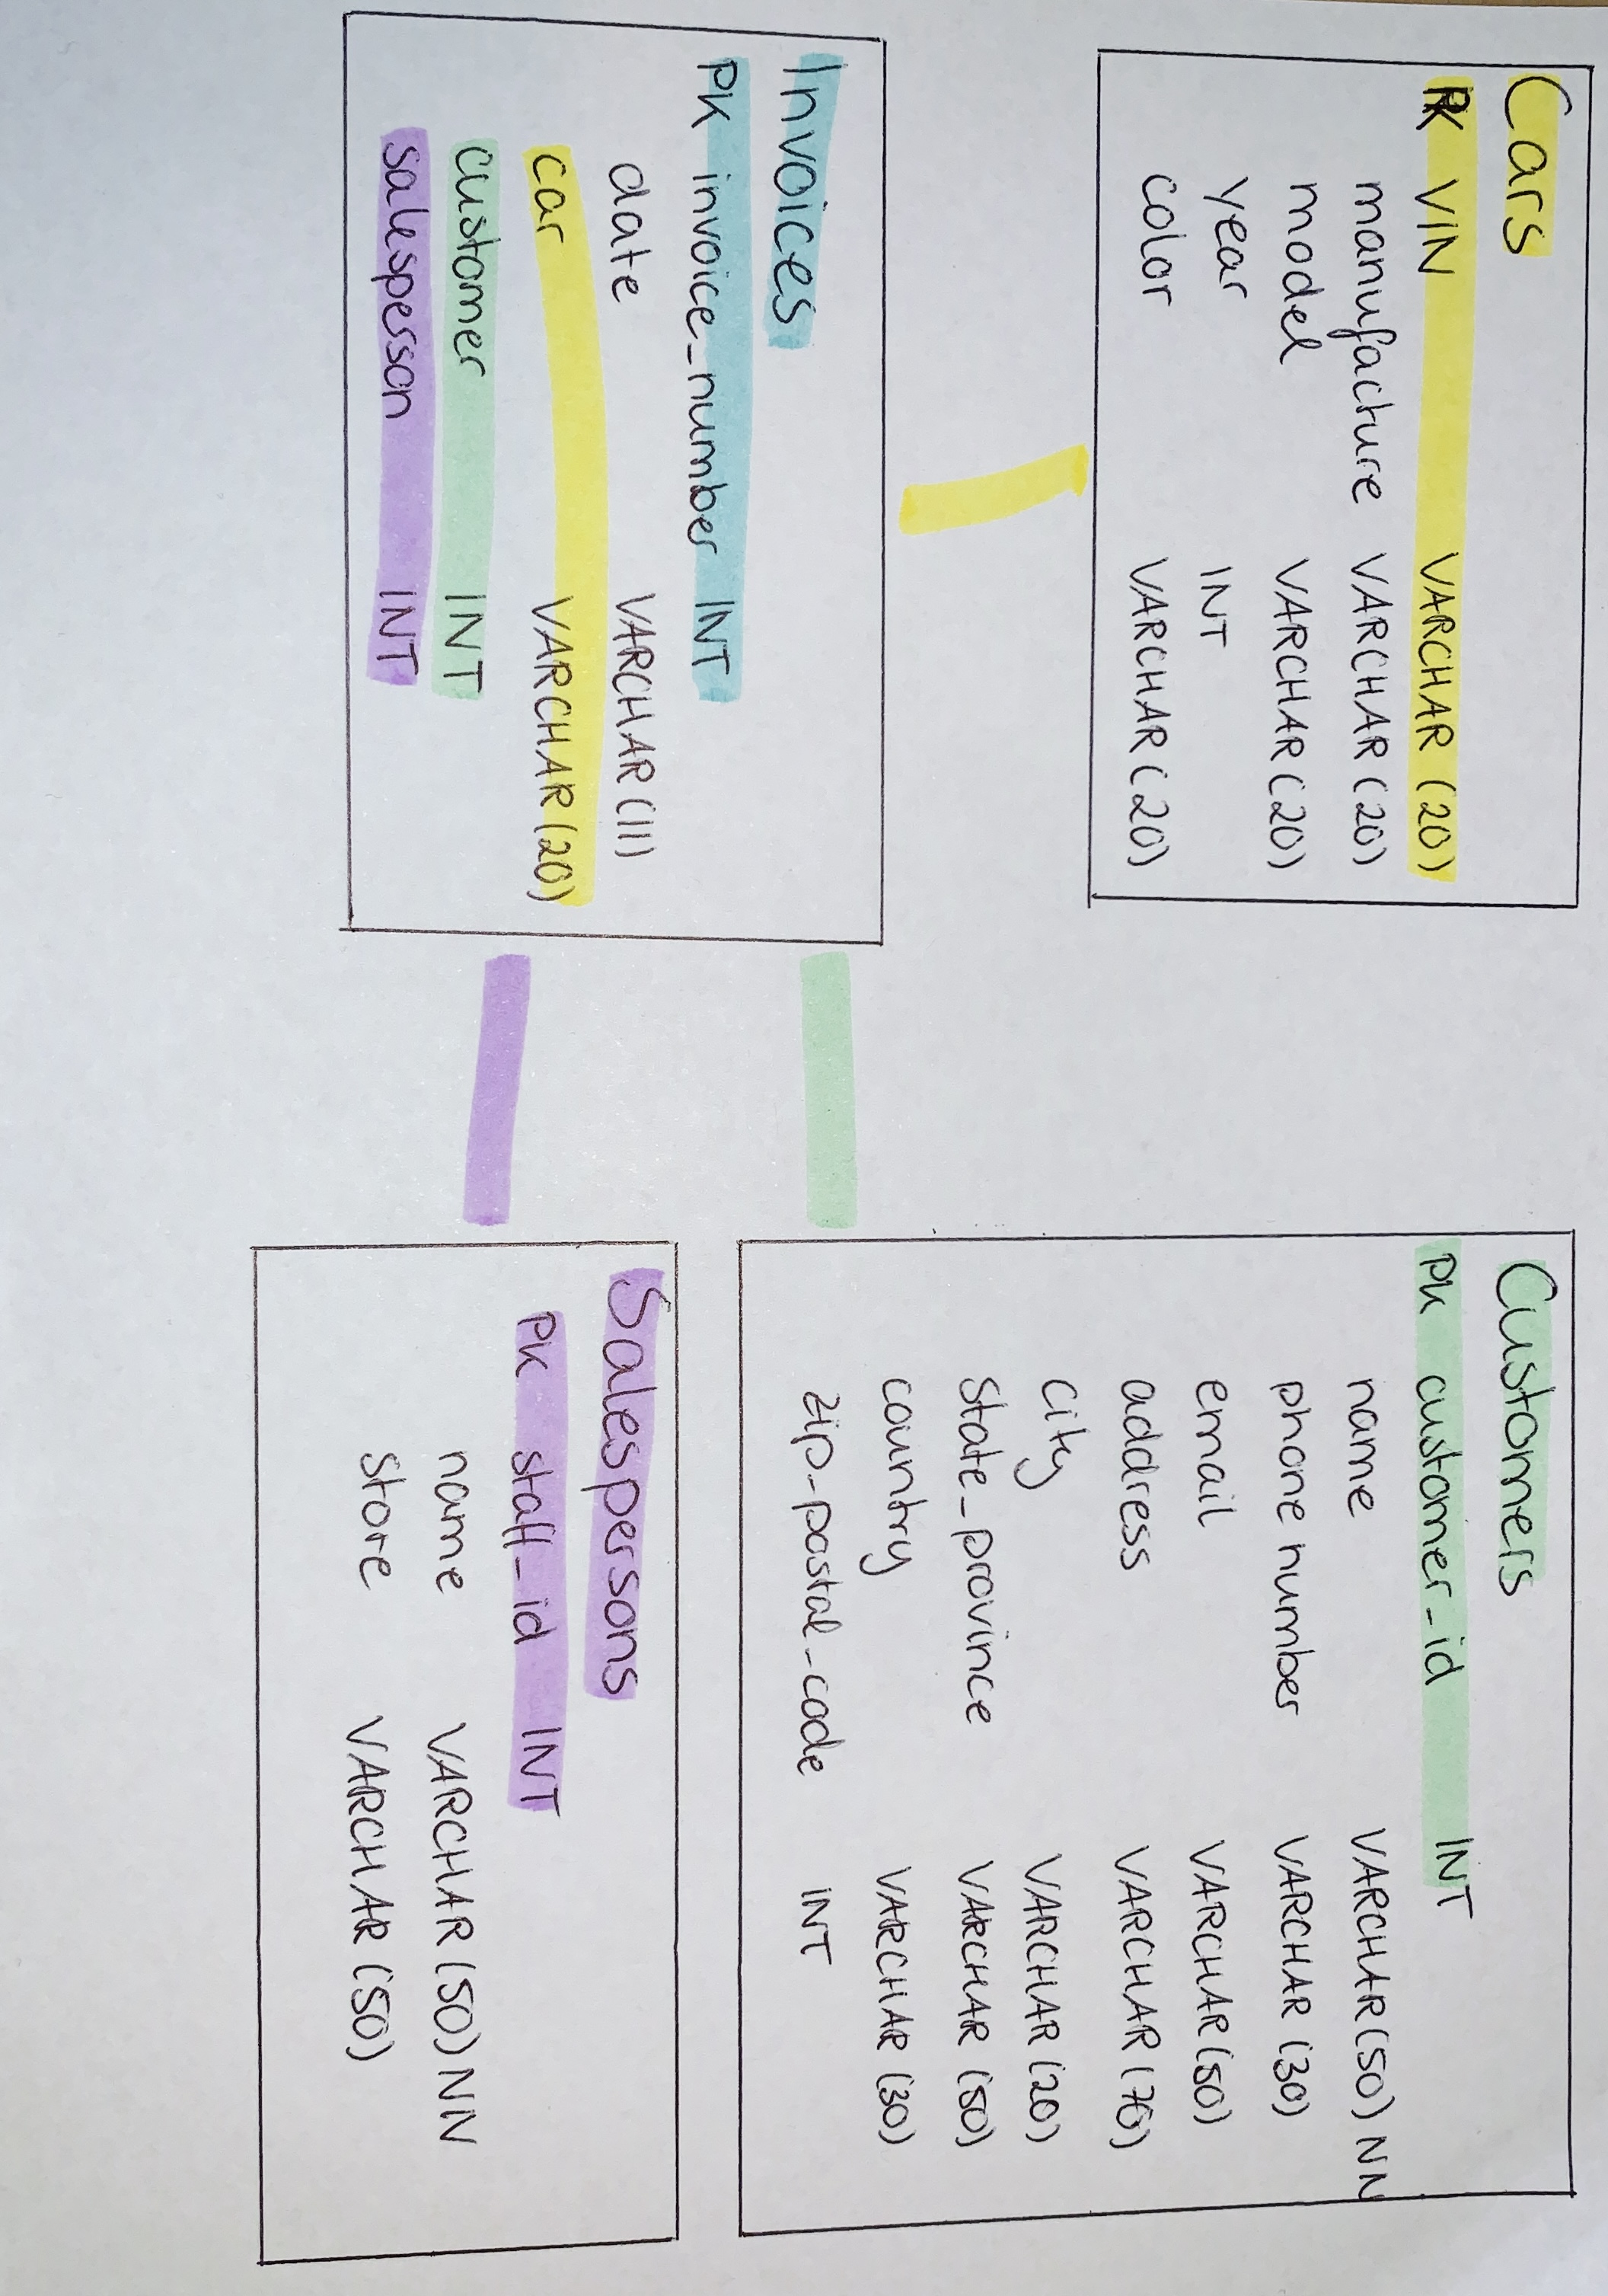 Cars
PK VIN VARCHAR (20)
manufacture VARCHAR (20)
model VARCHAR (20)
year INT
color VARCHAR (20)
Customers
PK customer_id INT
name VARCHAR (50) NN
phone number VARCHAR (30)
email VARCHAR (50)
address VARCHAR (70)
city VARCHAR (20)
state_province VARCHAR (50)
country VARCHAR (30)
zip_postal_code INT
Invoices
PK invoice_number INT
date VARCHAR (11)
car VARCHAR (20)
customer INT
salesperson INT
Salespersons
PK staff_id INT
name VARCHAR (50) NN
store VARCHAR (50)